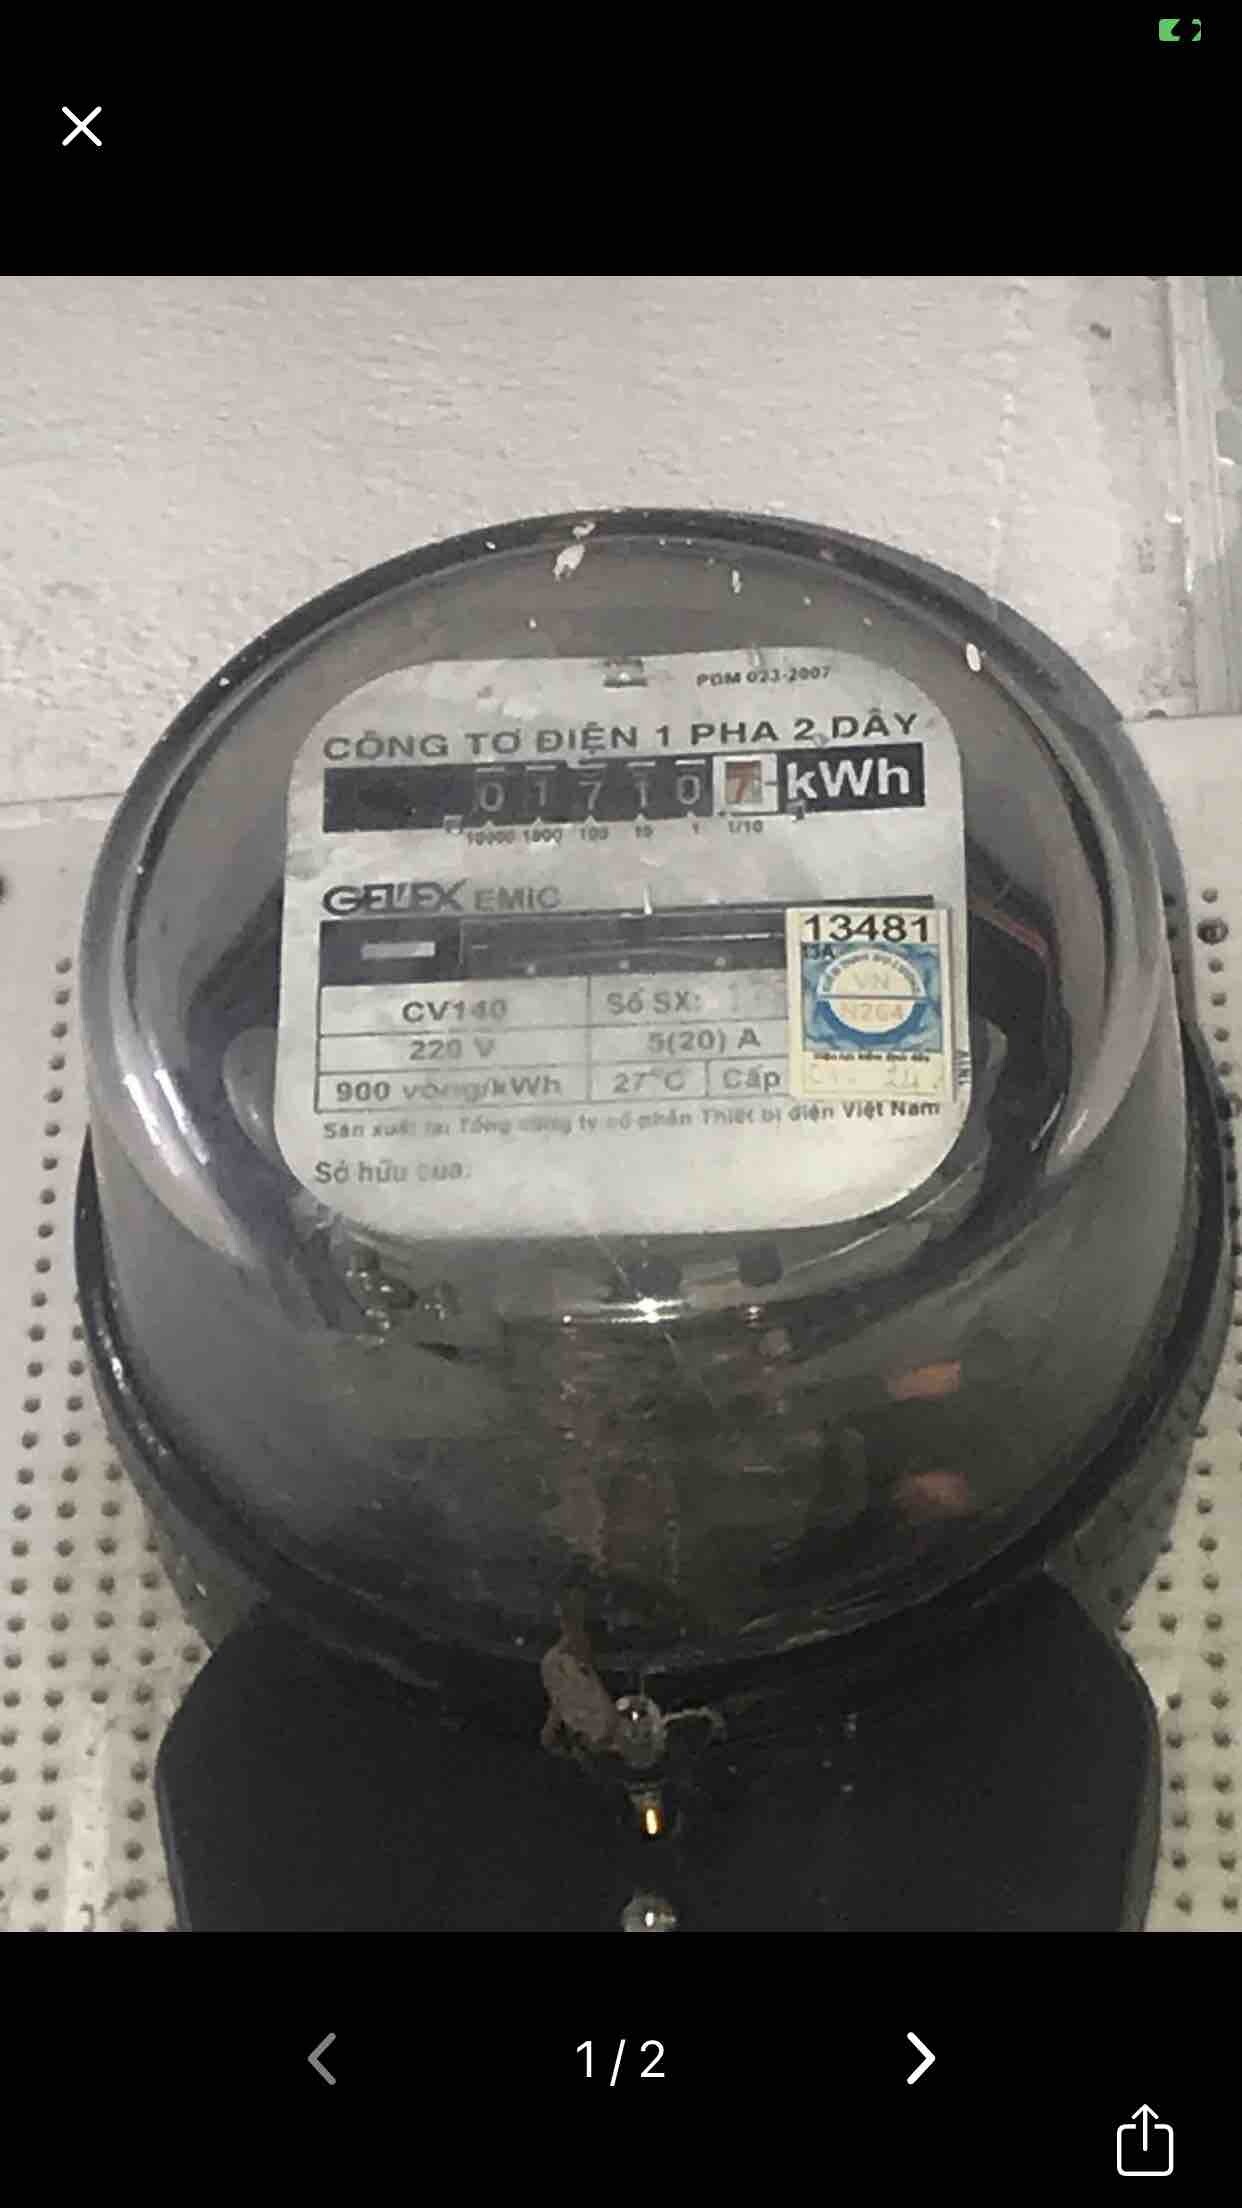 PDM 023-2007
CÔNG TƠ ĐIỆN 1 PHA 2 DÂY
0 1 7 1 0 7 kWh
10000 1000 100 10 1 1/10
GELEX EMIC
13481
13A
VN
N264
CV140
Số SX:
220 V
5(20) A
900 vòng/kWh
27°C
Cấp
Sản xuất tại Tổng công ty cổ phần Thiết bị điện Việt Nam
Sở hữu của:
1 / 2